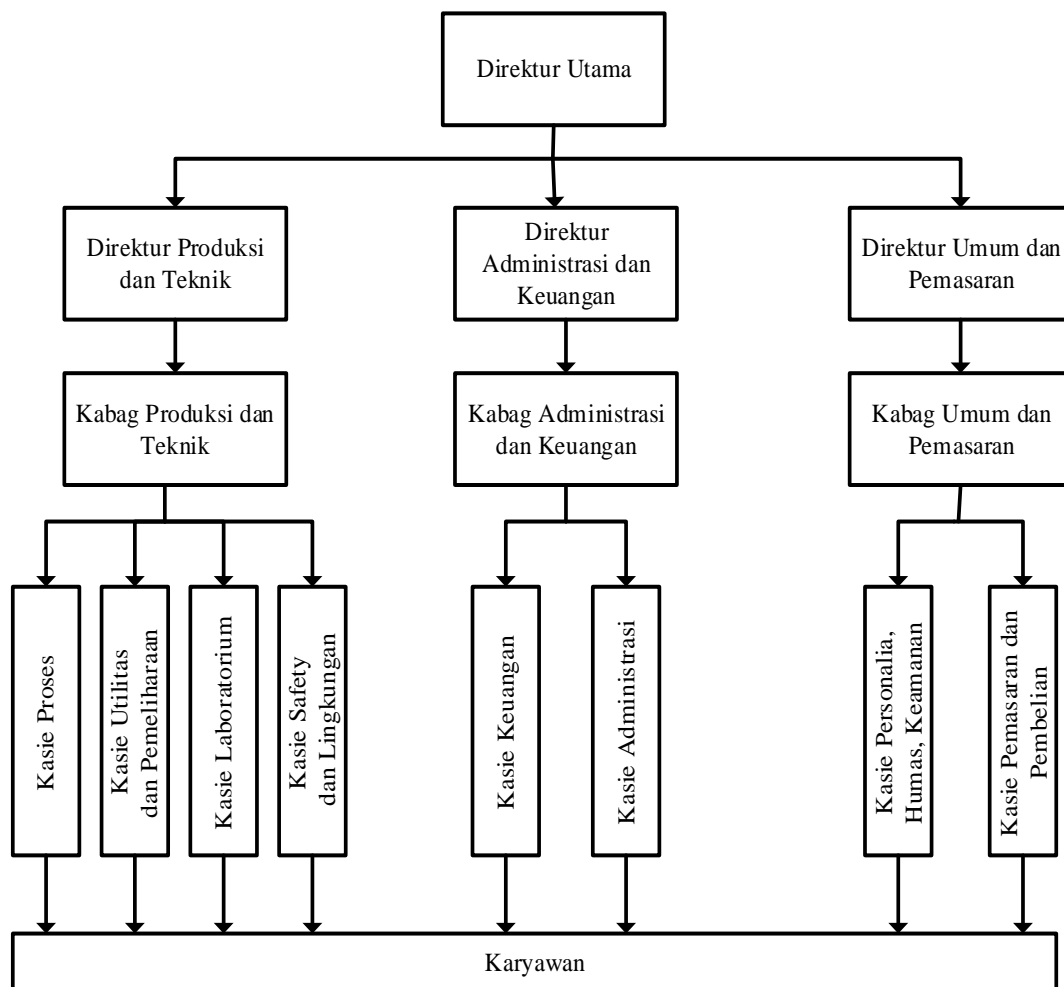 Direktur Utama
Direktur Produksi
dan Teknik
Direktur
Administrasi dan
Keuangan
Direktur Umum dan
Pemasaran
Kabag Produksi dan
Teknik
Kabag Administrasi
dan Keuangan
Kabag Umum dan
Pemasaran
Kasie Proses
Kasie Utilitas
dan Pemeliharaan
Kasie Laboratorium
Kasie Safety
dan Lingkungan
Kasie Keuangan
Kasie Administrasi
Kasie Personalia,
Humas, Keamanan
Kasie Pemasaran dan
Pembelian
Karyawan